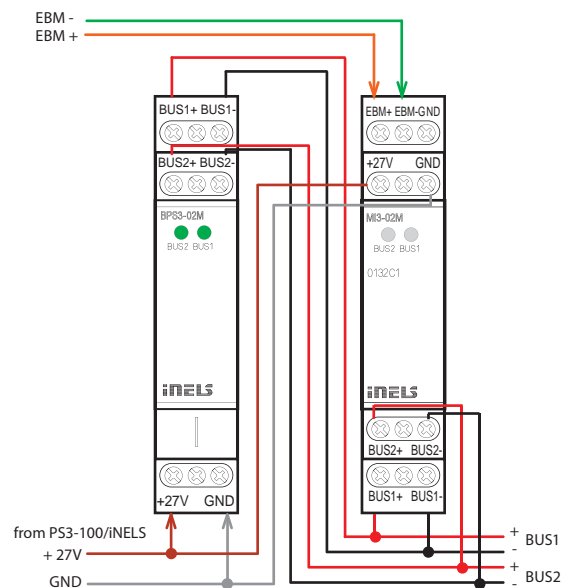 EBM -
EBM +
BUS1+ BUS1-
EBM+ EBM-GND
BUS2+ BUS2-
+27V GND
BPS3-02M
MI3-02M
BUS2 BUS1
BUS2 BUS1
0132C1
iNELS
iNELS
BUS2+ BUS2-
+27V GND
BUS1+ BUS1-
from PS3-100/iNELS
+ 27V
GND
+
-
BUS1
+
-
BUS2